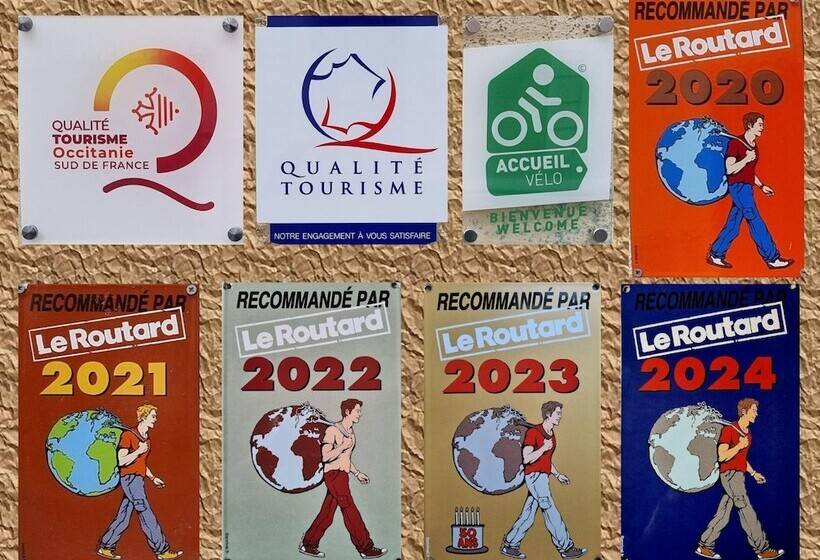 QUALITÉ
TOURISME
Occitanie
SUD DE FRANCE
QUALITÉ
TOURISME
NOTRE ENGAGEMENT À VOUS SATISFAIRE
©
ACCUEIL
VÉLO
BIENVENUE
WELCOME
RECOMMANDÉ PAR
Le Routard
2020
RECOMMANDÉ PAR
Le Routard
2021
RECOMMANDÉ PAR
Le Routard
2022
RECOMMANDÉ PAR
Le Routard
2023
50
ANS
RECOMMANDÉ PAR
Le Routard
2024